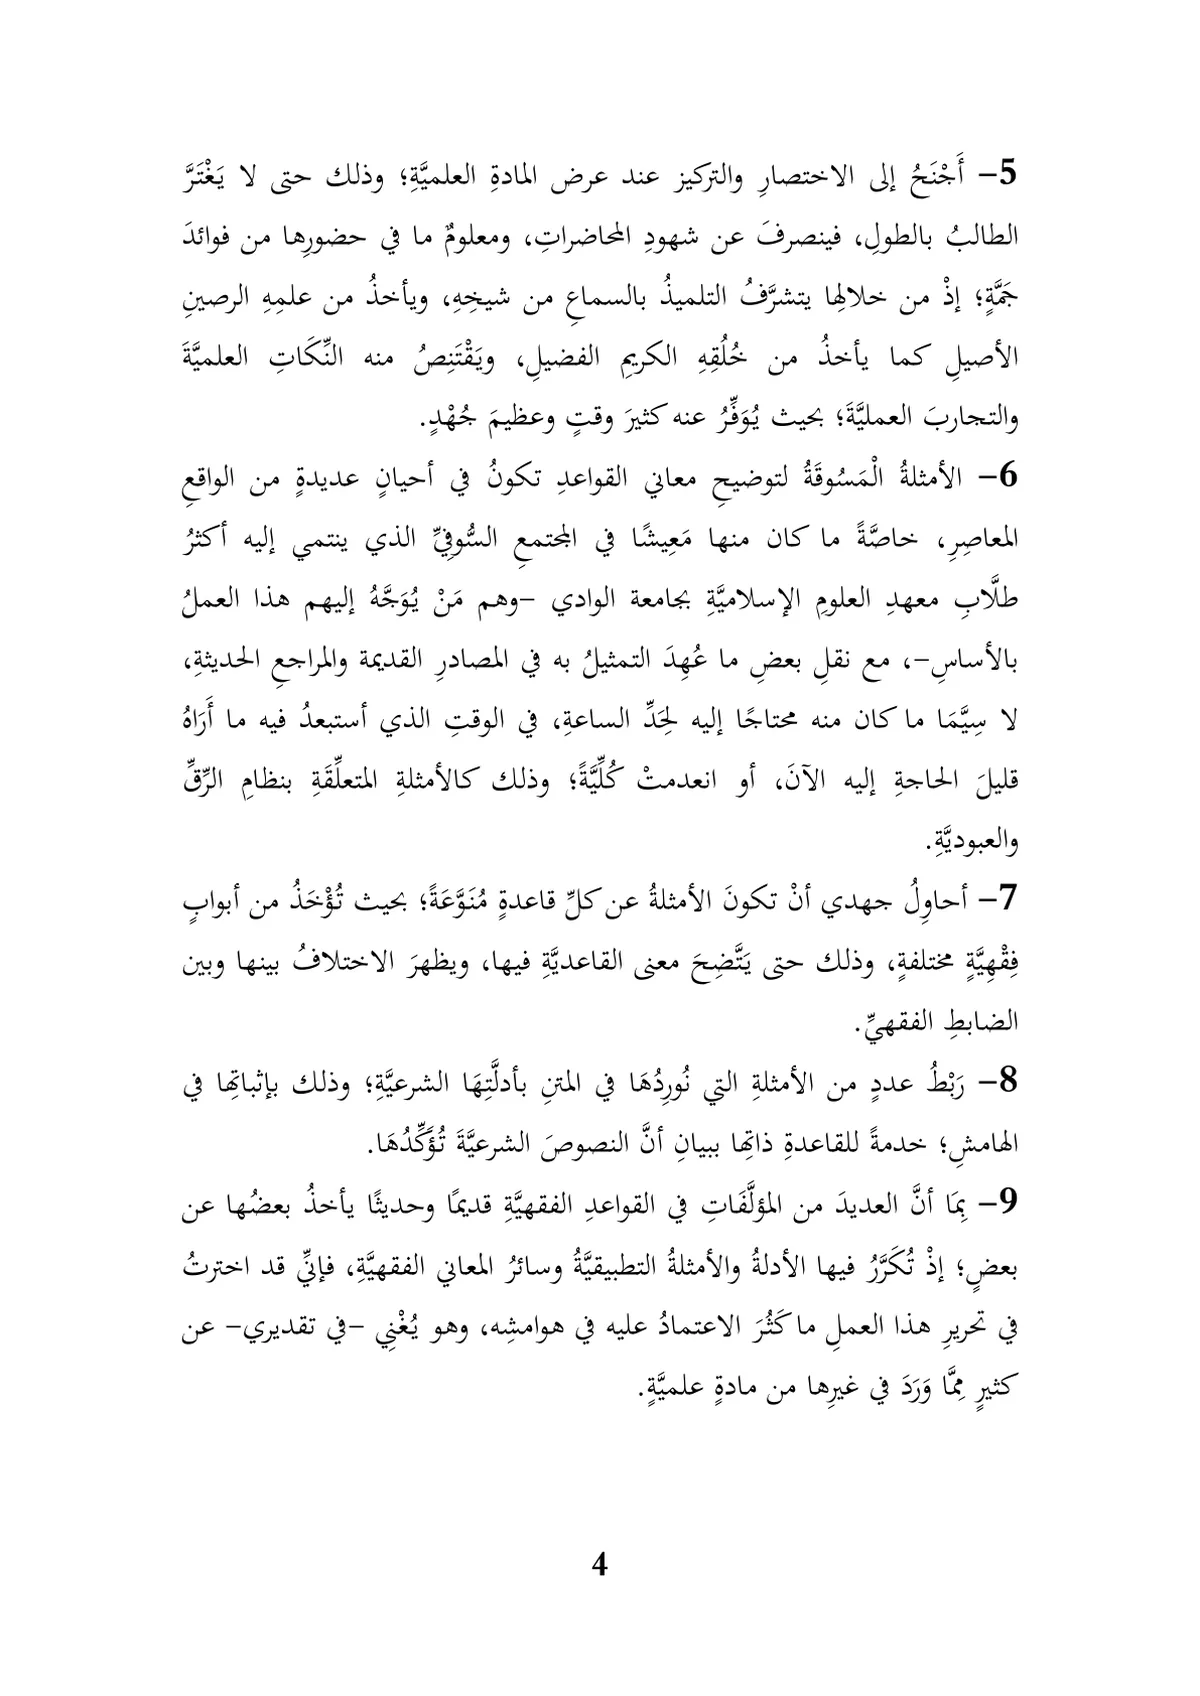 5- أَجْنَحُ إلى الاختصارِ والتركيز عند عرض المادةِ العلميَّةِ؛ وذلك حتى لا يَغْتَرَّ
الطالبُ بالطولِ، فينصرفَ عن شهودِ المحاضراتِ، ومعلومٌ ما في حضورِها من فوائدَ
جَمَّةٍ؛ إذْ من خلالِها يتشرَّفُ التلميذُ بالسماعِ من شيخِهِ، ويأخذُ من علمِهِ الرصينِ
الأصيلِ كما يأخذُ من خُلُقِهِ الكريمِ الفضيلِ، ويَقْتَنِصُ منه النِّكَاتِ العلميَّةَ
والتجاربَ العمليَّةَ؛ بحيث يُوَفِّرُ عنه كثيرَ وقتٍ وعظيمَ جُهْدٍ.
6- الأمثلةُ الْمَسُوقَةُ لتوضيحِ معاني القواعدِ تكونُ في أحيانٍ عديدةٍ من الواقعِ
المعاصِرِ، خاصَّةً ما كان منها مَعِيشًا في المجتمعِ السُّوفِيِّ الذي ينتمي إليه أكثرُ
طلَّابِ معهدِ العلومِ الإسلاميَّةِ بجامعة الوادي -وهم مَنْ يُوَجَّهُ إليهم هذا العملُ
بالأساسِ-، مع نقلِ بعضِ ما عُهِدَ التمثيلُ به في المصادرِ القديمة والمراجعِ الحديثةِ،
لا سِيَّمَا ما كان منه محتاجًا إليه لِحَدِّ الساعةِ، في الوقتِ الذي أستبعدُ فيه ما أَرَاهُ
قليلَ الحاجةِ إليه الآنَ، أو انعدمتْ كُلِّيَّةً؛ وذلك كالأمثلةِ المتعلِّقَةِ بنظامِ الرِّقِّ
والعبوديَّةِ.
7- أحاوِلُ جهدي أنْ تكونَ الأمثلةُ عن كلِّ قاعدةٍ مُنَوَّعَةً؛ بحيث تُؤْخَذُ من أبوابٍ
فِقْهِيَّةٍ مختلفةٍ، وذلك حتى يَتَّضِحَ معنى القاعديَّةِ فيها، ويظهرَ الاختلافُ بينها وبين
الضابطِ الفقهيِّ.
8- رَبْطُ عددٍ من الأمثلةِ التي نُورِدُهَا في المتنِ بأدلَّتِهَا الشرعيَّةِ؛ وذلك بإثباتِها في
الهامشِ؛ خدمةً للقاعدةِ ذاتِها ببيانِ أنَّ النصوصَ الشرعيَّةَ تُؤَكِّدُهَا.
9- بِمَا أنَّ العديدَ من المؤلَّفَاتِ في القواعدِ الفقهيَّةِ قديمًا وحديثًا يأخذُ بعضُها عن
بعضٍ؛ إذْ تُكَرَّرُ فيها الأدلةُ والأمثلةُ التطبيقيَّةُ وسائرُ المعاني الفقهيَّةِ، فإنِّي قد اخترتُ
في تحريرِ هذا العملِ ما كَثُرَ الاعتمادُ عليه في هوامشِه، وهو يُغْنِي -في تقديري- عن
كثيرٍ مِمَّا وَرَدَ في غيرِها من مادةٍ علميَّةٍ.
4